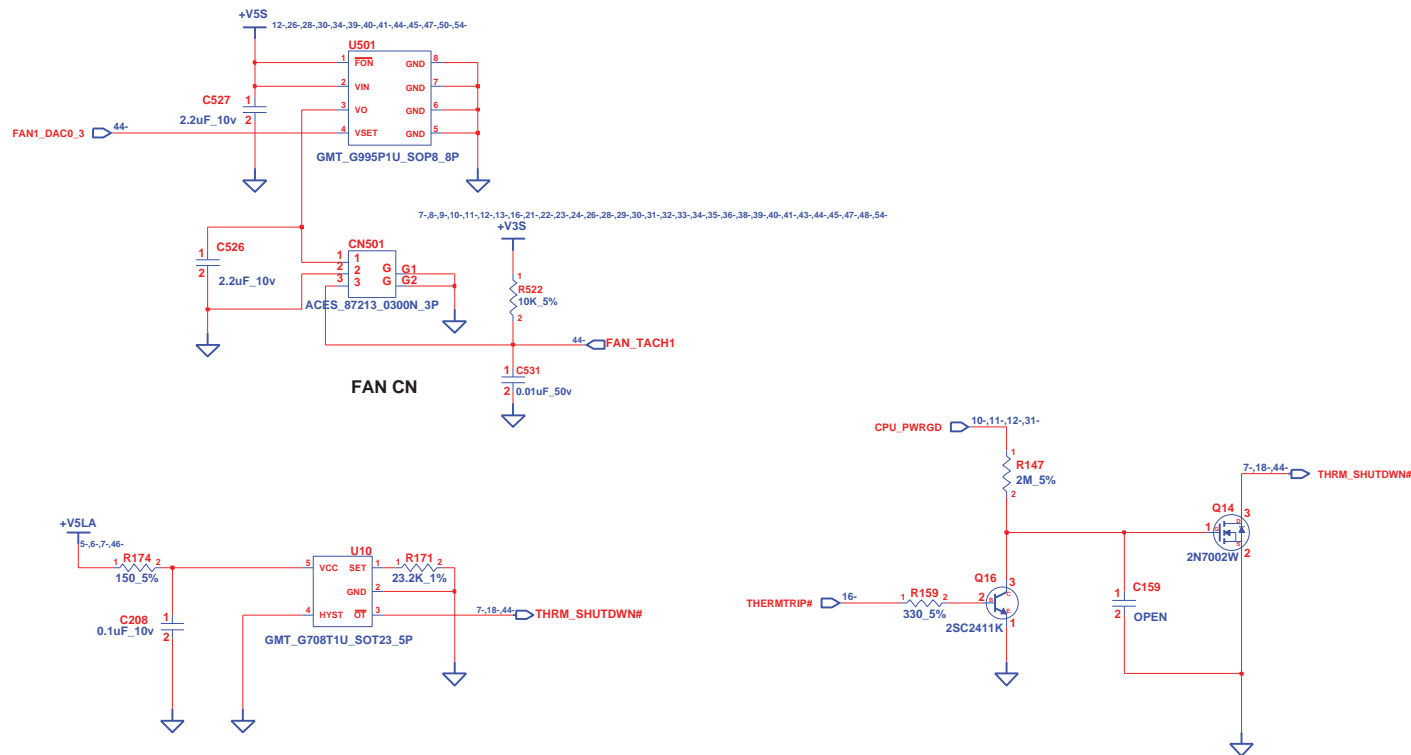 +V5S
12-,26-,28-,30-,34-,39-,40-,41-,44-,45-,47-,50-,54-
U501
1 FON GND 8
2 VIN GND 7
3 VO GND 6
4 VSET GND 5
GMT_G995P1U_SOP8_8P
C527
1
2
2.2uF_10v
FAN1_DAC0_3 44-
7-,8-,9-,10-,11-,12-,13-,16-,21-,22-,23-,24-,26-,28-,29-,30-,31-,32-,33-,34-,35-,36-,38-,39-,40-,41-,43-,44-,45-,47-,48-,54-
+V3S
C526
1
2
2.2uF_10v
CN501
1 1
2 2 G G1
3 3 G G2
ACES_87213_0300N_3P
1
R522
10K_5%
2
44- FAN_TACH1
1 C531
2 0.01uF_50v
FAN CN
CPU_PWRGD 10-,11-,12-,31-
1
R147
2M_5%
2
7-,18-,44-
THRM_SHUTDWN#
Q14
3
D
1 G
S
2
2N7002W
+V5LA
5-,6-,7-,46-
1 R174 2
150_5%
U10
5 VCC SET 1
GND 2
4 HYST OT 3
GMT_G708T1U_SOT23_5P
1 R171 2
23.2K_1%
7-,18-,44- THRM_SHUTDWN#
C208
1
0.1uF_10v
2
THERMTRIP# 16-
1 R159 2
330_5%
Q16
3
C
2 B
E
1
2SC2411K
C159
1
2
OPEN